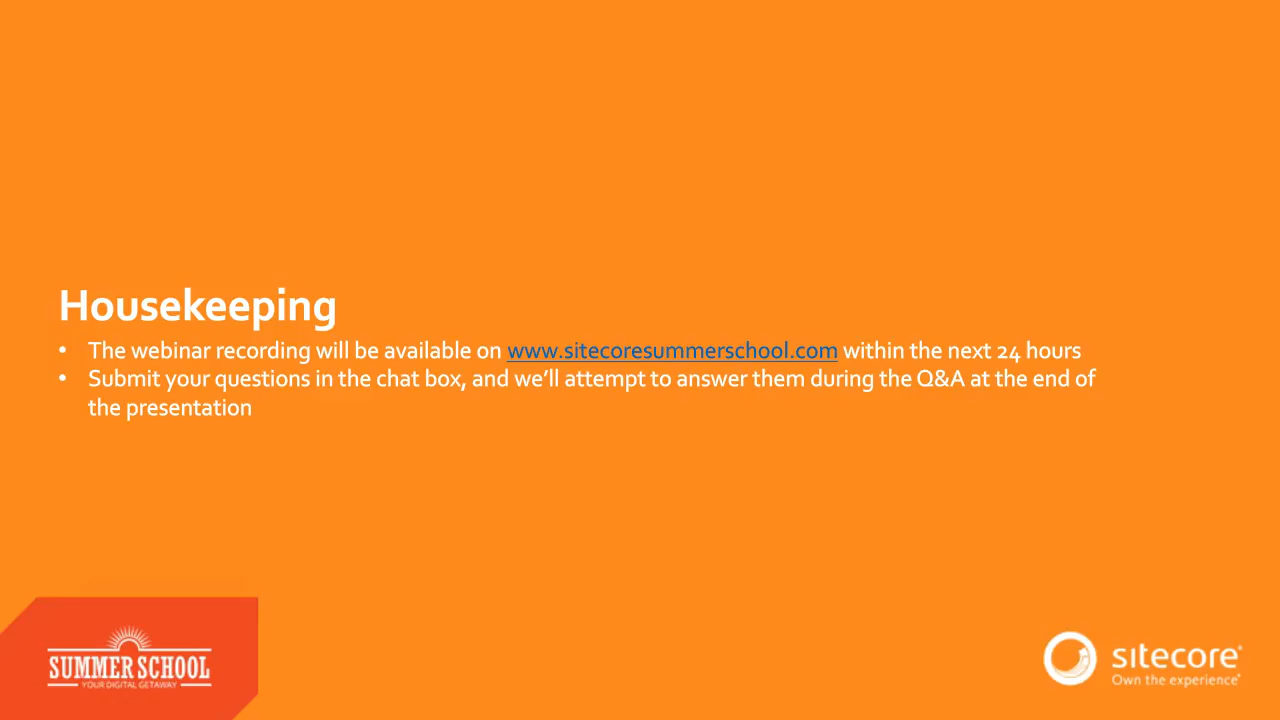 Housekeeping
• The webinar recording will be available on www.sitecoresummerschool.com within the next 24 hours
• Submit your questions in the chat box, and we'll attempt to answer them during the Q&A at the end of
the presentation
SUMMER SCHOOL
YOUR DIGITAL GETAWAY
sitecore®
Own the experience®